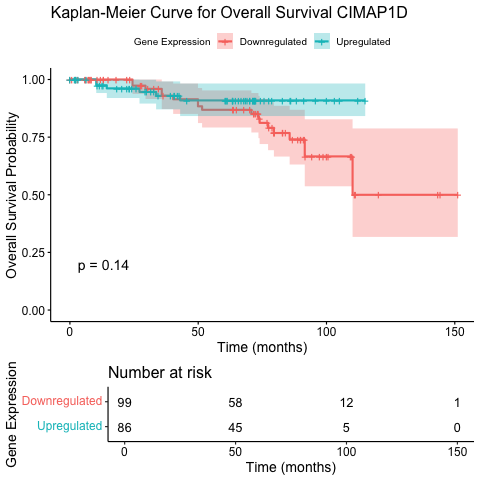 Kaplan-Meier Curve for Overall Survival CIMAP1D
Gene Expression Downregulated Upregulated
Overall Survival Probability
1.00
0.75
0.50
0.25
0.00
p = 0.14
0 50 100 150
Time (months)
Number at risk
Gene Expression
Downregulated 99 58 12 1
Upregulated 86 45 5 0
0 50 100 150
Time (months)